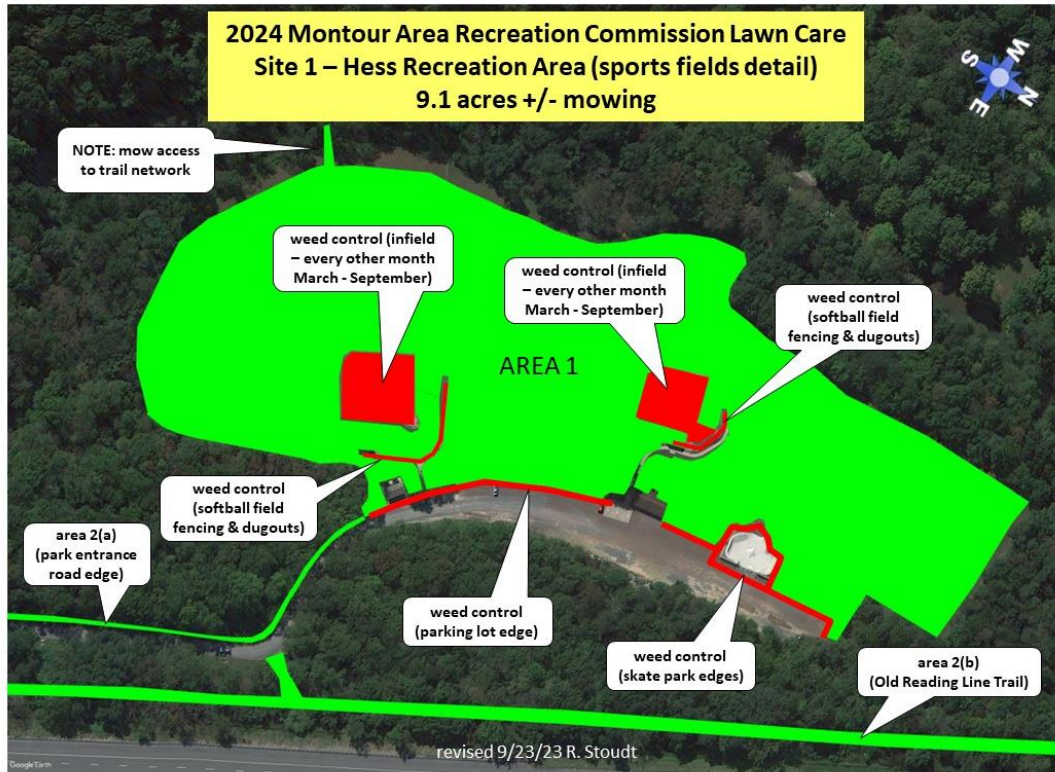 2024 Montour Area Recreation Commission Lawn Care
Site 1 – Hess Recreation Area (sports fields detail)
9.1 acres +/- mowing
W
S
N
E
NOTE: mow access
to trail network
weed control (infield
– every other month
March - September)
weed control (infield
– every other month
March - September)
weed control
(softball field
fencing & dugouts)
AREA 1
weed control
(softball field
fencing & dugouts)
area 2(a)
(park entrance
road edge)
weed control
(parking lot edge)
weed control
(skate park edges)
area 2(b)
(Old Reading Line Trail)
revised 9/23/23 R. Stoudt
Google Earth